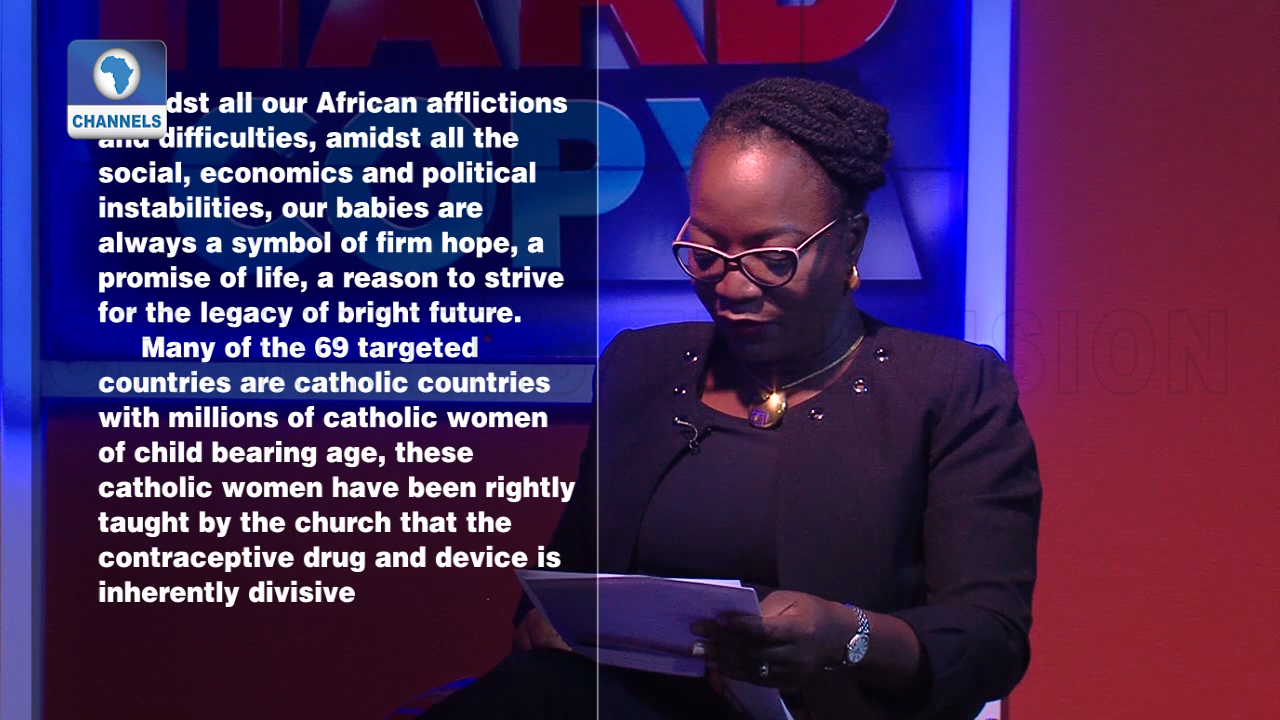 HARD
COPY
CHANNELS
dst all our African afflictions
and difficulties, amidst all the
social, economics and political
instabilities, our babies are
always a symbol of firm hope, a
promise of life, a reason to strive
for the legacy of bright future.
Many of the 69 targeted
countries are catholic countries
with millions of catholic women
of child bearing age, these
catholic women have been rightly
taught by the church that the
contraceptive drug and device is
inherently divisive